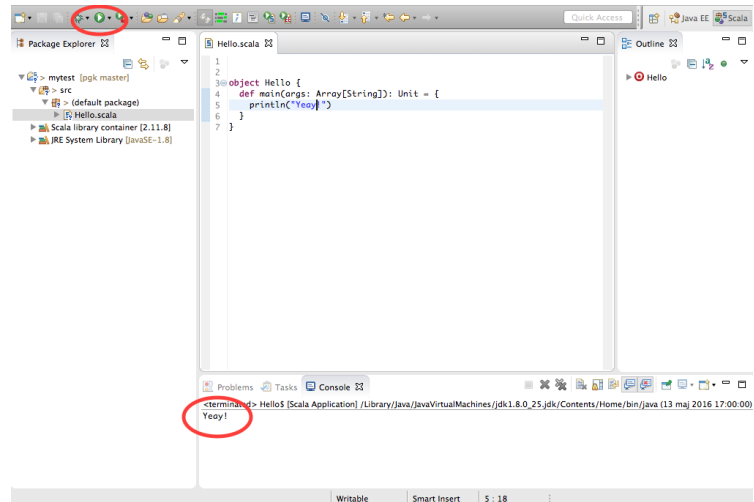 Quick Access
Java EE
Scala
Package Explorer
> mytest [pgk master]
> src
> (default package)
> Hello.scala
Scala library container [2.11.8]
JRE System Library [JavaSE-1.8]
Hello.scala
1
2
3 object Hello {
4 def main(args: Array[String]): Unit = {
5 println("Yeay!")
6 }
7 }
Outline
Hello
Problems
Tasks
Console
<terminated> Hello$ [Scala Application] /Library/Java/JavaVirtualMachines/jdk1.8.0_25.jdk/Contents/Home/bin/java (13 maj 2016 17:00:00)
Yeay!
Writable
Smart Insert
5 : 18